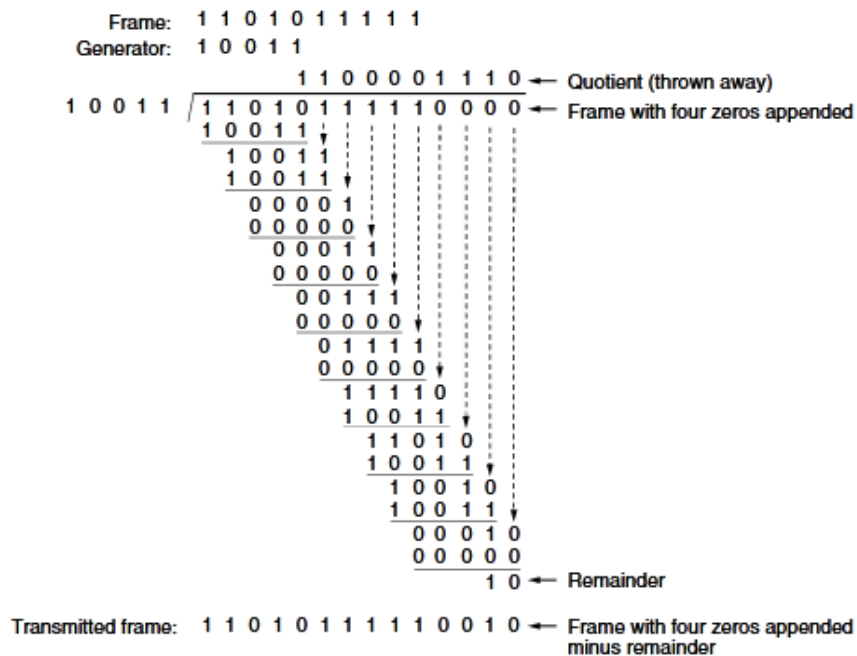 Frame: 1 1 0 1 0 1 1 1 1 1
Generator: 1 0 0 1 1
1 1 0 0 0 0 1 1 1 0 Quotient (thrown away)
1 0 0 1 1 1 1 0 1 0 1 1 1 1 1 0 0 0 0 Frame with four zeros appended
1 0 0 1 1
1 0 0 1 1
1 0 0 1 1
0 0 0 0 1
0 0 0 0 0
0 0 0 1 1
0 0 0 0 0
0 0 1 1 1
0 0 0 0 0
0 1 1 1 1
0 0 0 0 0
1 1 1 1 0
1 0 0 1 1
1 1 0 1 0
1 0 0 1 1
1 0 0 1 0
1 0 0 1 1
0 0 0 1 0
0 0 0 0 0
1 0 Remainder
Transmitted frame: 1 1 0 1 0 1 1 1 1 1 0 0 1 0 Frame with four zeros appended
minus remainder